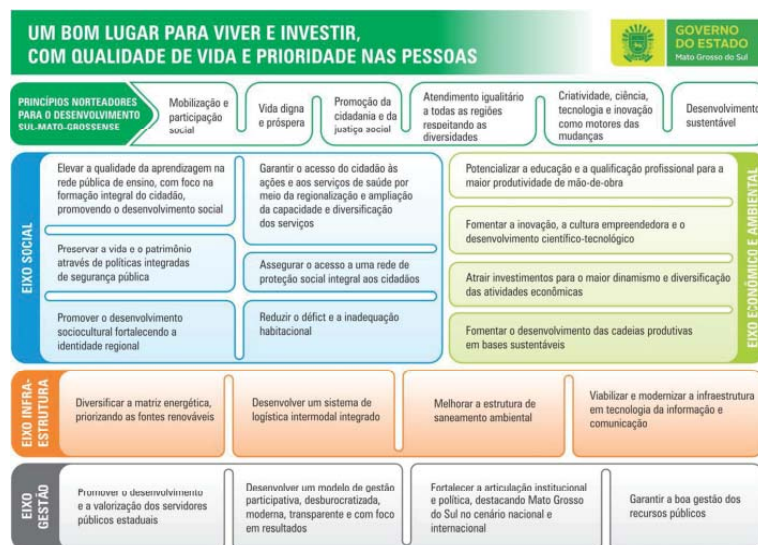 UM BOM LUGAR PARA VIVER E INVESTIR,
COM QUALIDADE DE VIDA E PRIORIDADE NAS PESSOAS
GOVERNO
DO ESTADO
Mato Grosso do Sul
PRINCÍPIOS NORTEADORES
PARA O DESENVOLVIMENTO
SUL-MATO-GROSSENSE
Mobilização e
participação
social
Vida digna
e próspera
Promoção da
cidadania e da
justiça social
Atendimento igualitário
a todas as regiões
respeitando as
diversidades
Criatividade, ciência,
tecnologia e inovação
como motores das
mudanças
Desenvolvimento
sustentável
EIXO SOCIAL
Elevar a qualidade da aprendizagem na
rede pública de ensino, com foco na
formação integral do cidadão,
promovendo o desenvolvimento social
Garantir o acesso do cidadão às
ações e aos serviços de saúde por
meio da regionalização e ampliação
da capacidade e diversificação
dos serviços
Preservar a vida e o patrimônio
através de políticas integradas
de segurança pública
Assegurar o acesso a uma rede de
proteção social integral aos cidadãos
Promover o desenvolvimento
sociocultural fortalecendo a
identidade regional
Reduzir o défict e a inadequação
habitacional
Potencializar a educação e a qualificação profissional para a
maior produtividade de mão-de-obra
Fomentar a inovação, a cultura empreendedora e o
desenvolvimento científico-tecnológico
Atrair investimentos para o maior dinamismo e diversificação
das atividades econômicas
Fomentar o desenvolvimento das cadeias produtivas
em bases sustentáveis
EIXO ECONÔMICO E AMBIENTAL
EIXO INFRA-
ESTRUTURA
Diversificar a matriz energética,
priorizando as fontes renováveis
Desenvolver um sistema de
logística intermodal integrado
Melhorar a estrutura de
saneamento ambiental
Viabilizar e modernizar a infraestrutura
em tecnologia da informação e
comunicação
EIXO
GESTÃO
Promover o desenvolvimento
e a valorização dos servidores
públicos estaduais
Desenvolver um modelo de gestão
participativa, desburocratizada,
moderna, transparente e com foco
em resultados
Fortalecer a articulação institucional
e política, destacando Mato Grosso
do Sul no cenário nacional e
internacional
Garantir a boa gestão dos
recursos públicos